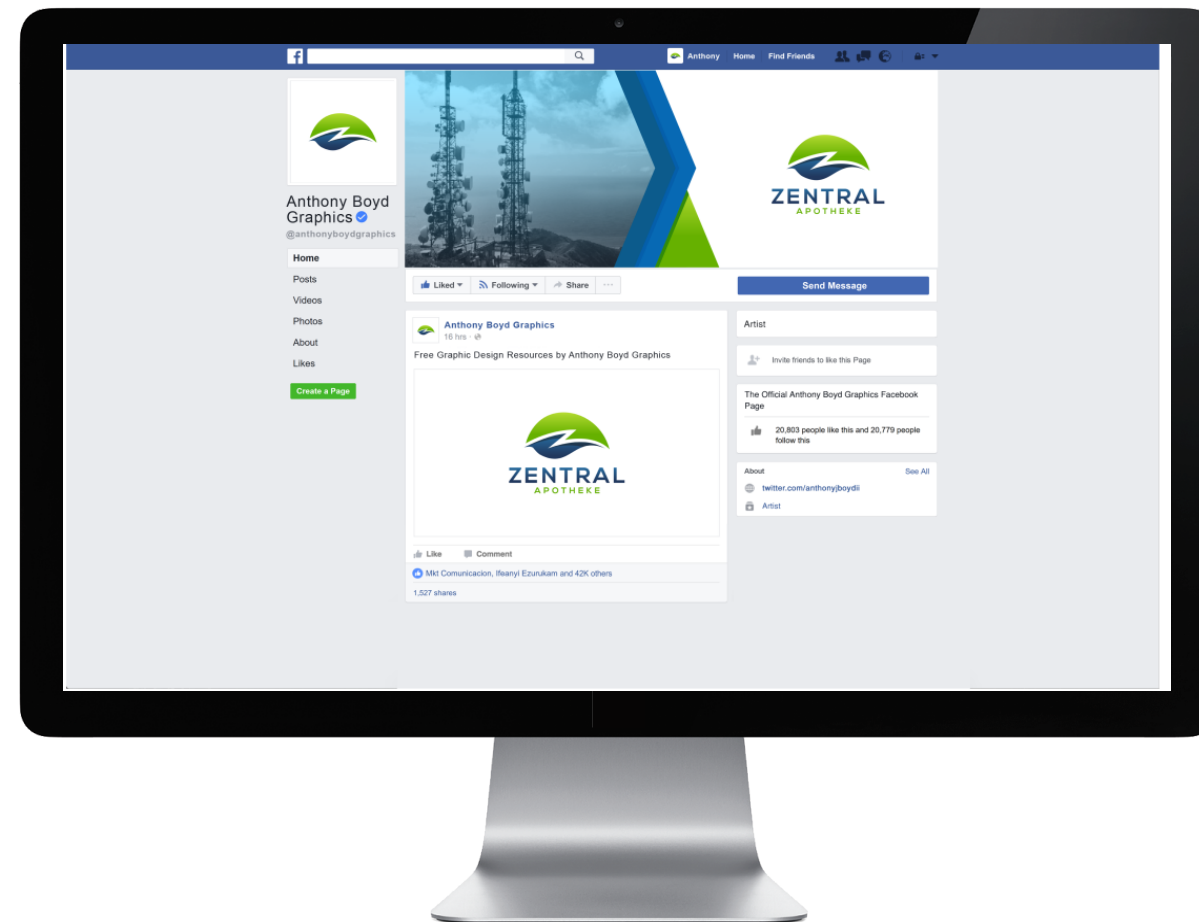 Anthony Home Find Friends
ZENTRAL
APOTHEKE
Anthony Boyd
Graphics
@anthonyboydgraphics
Home
Posts
Videos
Photos
About
Likes
Create a Page
Liked Following Share
Send Message
Anthony Boyd Graphics
16 hrs ·
Free Graphic Design Resources by Anthony Boyd Graphics
ZENTRAL
APOTHEKE
Like Comment
Mkt Comunicacion, Ifeanyi Ezurukam and 42K others
1,527 shares
Artist
Invite friends to like this Page
The Official Anthony Boyd Graphics Facebook
Page
20,803 people like this and 20,779 people
follow this
About See All
twitter.com/anthonyjboydii
Artist